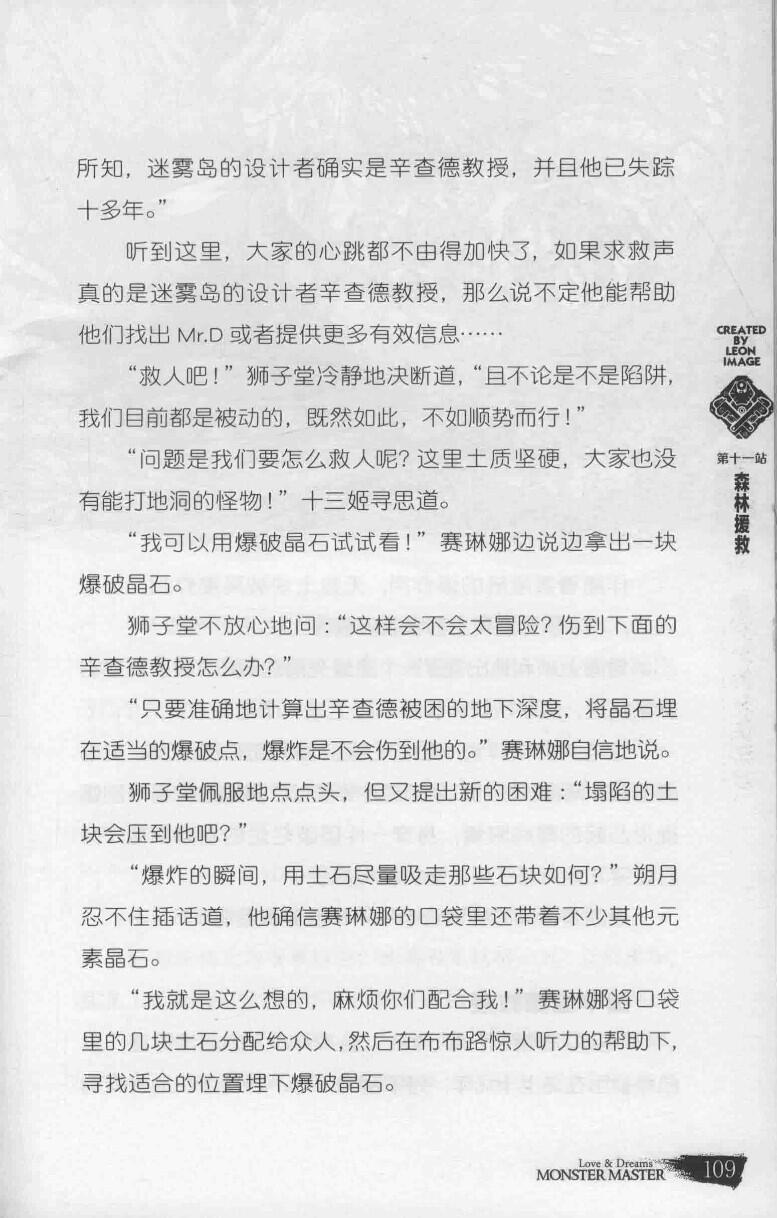 所知，迷雾岛的设计者确实是辛查德教授，并且他已失踪
十多年。”
听到这里，大家的心跳都不由得加快了，如果求救声
真的是迷雾岛的设计者辛查德教授，那么说不定他能帮助
他们找出 Mr.D 或者提供更多有效信息……
“救人吧！”狮子堂冷静地决断道，“且不论是不是陷阱，
我们目前都是被动的，既然如此，不如顺势而行！”
“问题是我们要怎么救人呢？这里土质坚硬，大家也没
有能打地洞的怪物！”十三姬寻思道。
“我可以用爆破晶石试试看！”赛琳娜边说边拿出一块
爆破晶石。
狮子堂不放心地问：“这样会不会太冒险？伤到下面的
辛查德教授怎么办？”
“只要准确地计算出辛查德被困的地下深度，将晶石埋
在适当的爆破点，爆炸是不会伤到他的。”赛琳娜自信地说。
狮子堂佩服地点点头，但又提出新的困难：“塌陷的土
块会压到他吧？”
“爆炸的瞬间，用土石尽量吸走那些石块如何？”朔月
忍不住插话道，他确信赛琳娜的口袋里还带着不少其他元
素晶石。
“我就是这么想的，麻烦你们配合我！”赛琳娜将口袋
里的几块土石分配给众人，然后在布布路惊人听力的帮助下，
寻找适合的位置埋下爆破晶石。
CREATED
BY
LEON
IMAGE
第十一站
森林援救
Love & Dreams
MONSTER MASTER
109